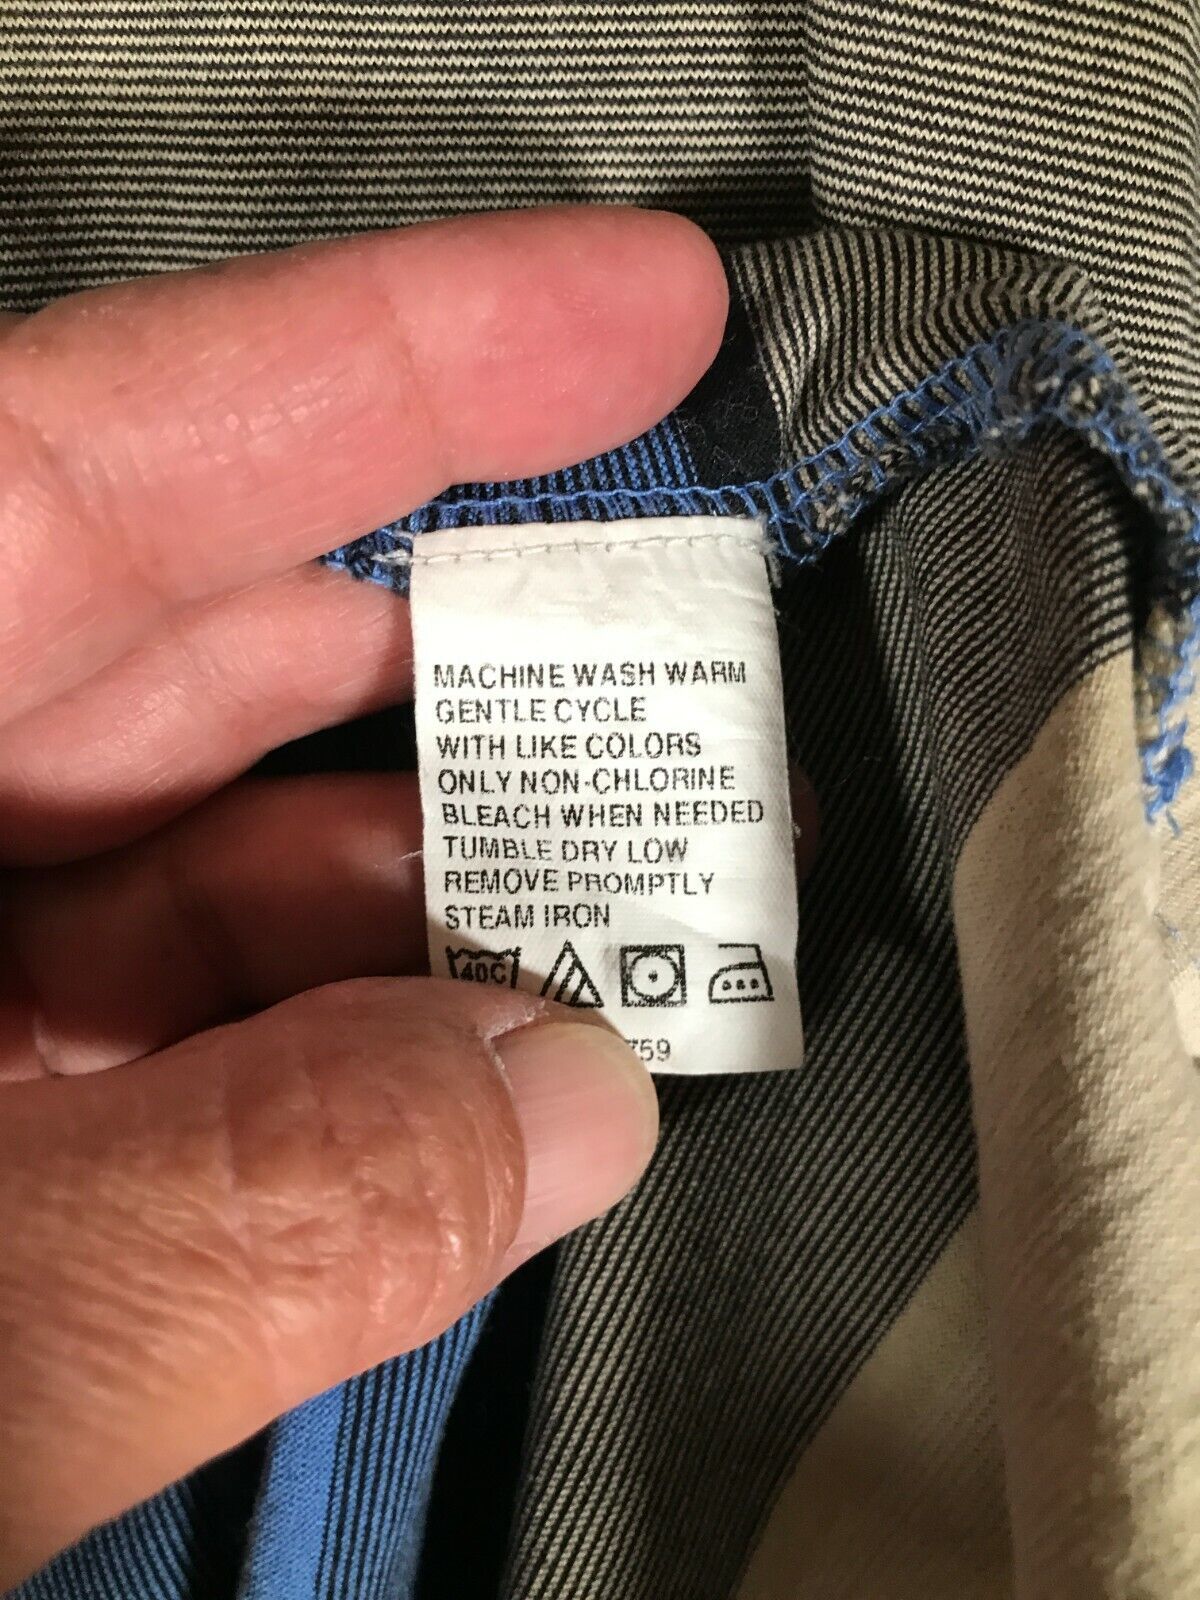 MACHINE WASH WARM
GENTLE CYCLE
WITH LIKE COLORS
ONLY NON-CHLORINE
BLEACH WHEN NEEDED
TUMBLE DRY LOW
REMOVE PROMPTLY
STEAM IRON
40C
759